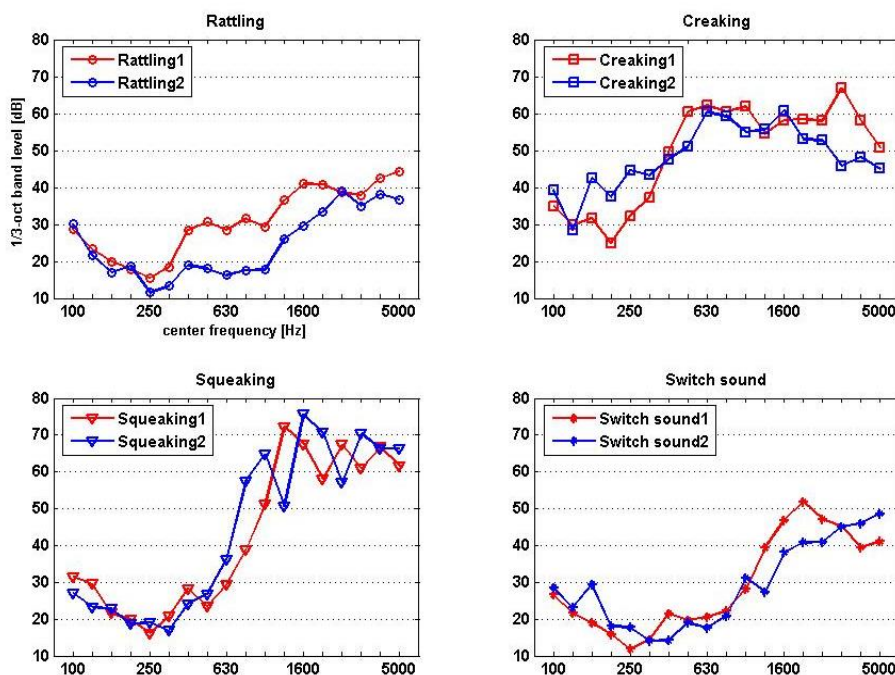 Rattling
80
70
60
50
40
30
20
10
1/3-oct band level [dB]
Rattling1
Rattling2
100 250 630 1600 5000
center frequency [Hz]
Creaking
80
70
60
50
40
30
20
10
Creaking1
Creaking2
100 250 630 1600 5000
Squeaking
80
70
60
50
40
30
20
10
Squeaking1
Squeaking2
100 250 630 1600 5000
Switch sound
80
70
60
50
40
30
20
10
Switch sound1
Switch sound2
100 250 630 1600 5000